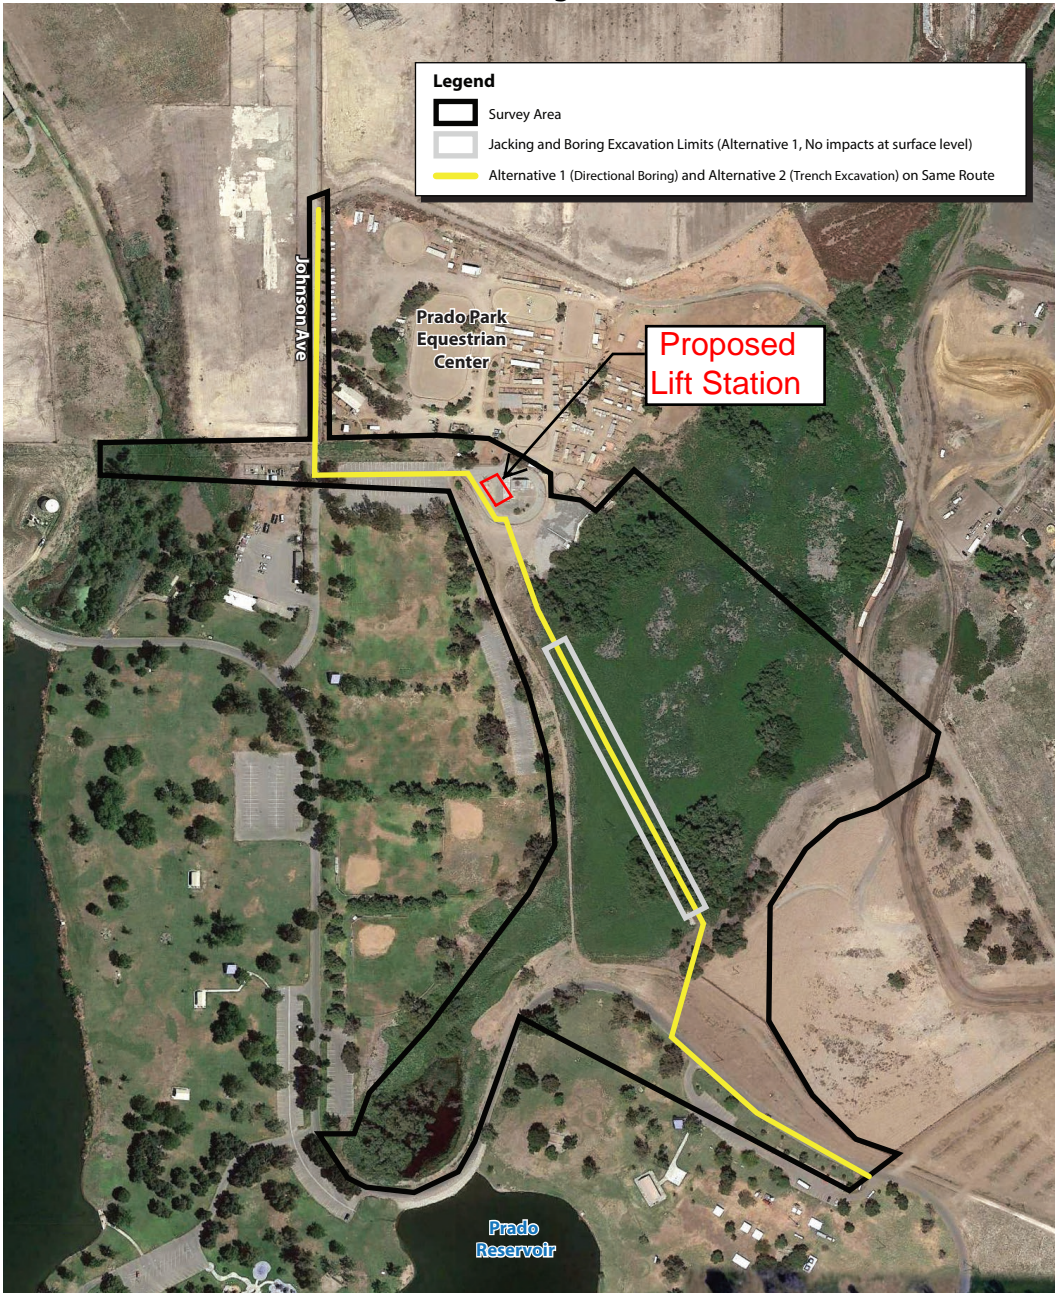 Legend
Survey Area
Jacking and Boring Excavation Limits (Alternative 1, No impacts at surface level)
Alternative 1 (Directional Boring) and Alternative 2 (Trench Excavation) on Same Route
Johnson Ave
Prado Park
Equestrian
Center
Proposed
Lift Station
Prado
Reservoir